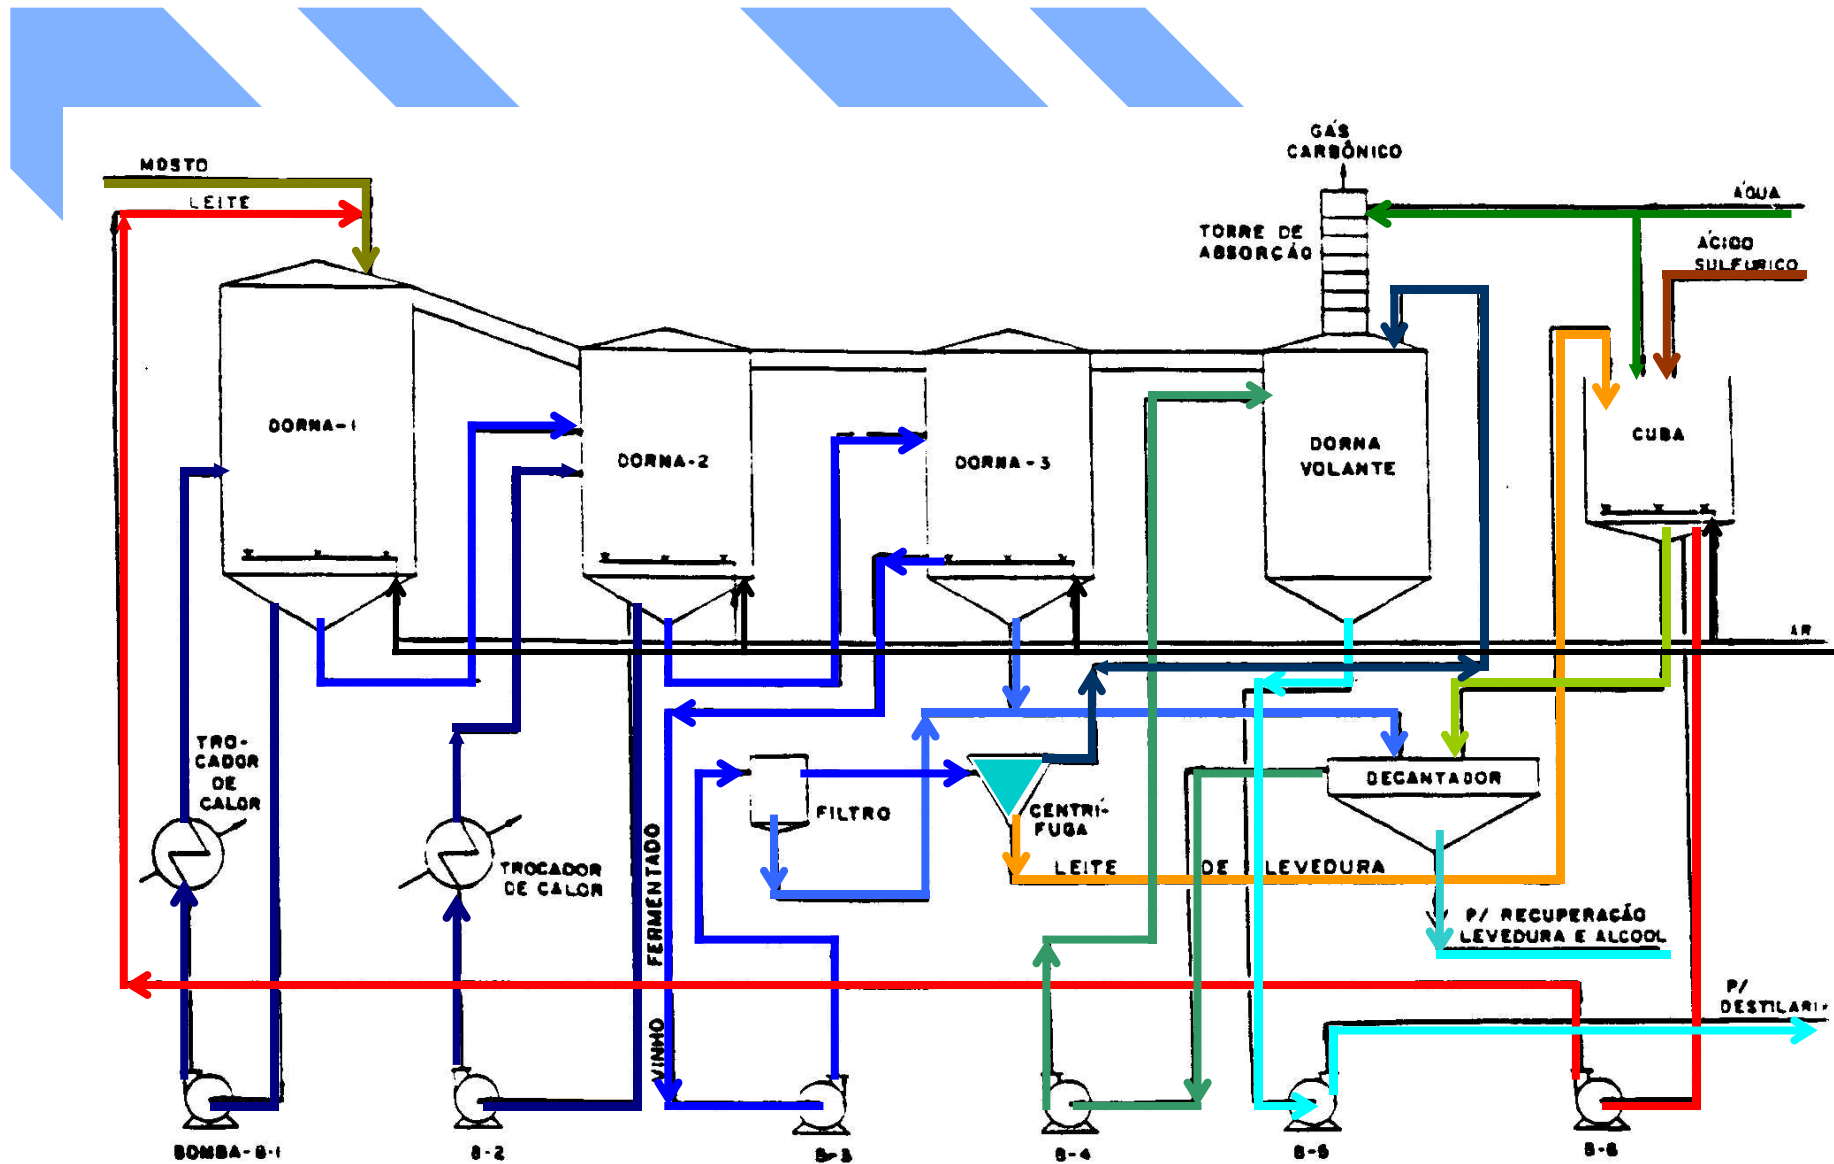 MOSTO
LEITE
GÁS
CARBÔNICO
ÁGUA
TORRE DE
ABSORÇÃO
ÁCIDO
SULFÚRICO
DORNA-1
DORNA-2
DORNA-3
DORNA
VOLANTE
CUBA
AR
TRO-
CADOR
DE
CALOR
TROCADOR
DE CALOR
VINHO FERMENTADO
FILTRO
CENTRÍ-
FUGA
DECANTADOR
LEITE DE LEVEDURA
P/ RECUPERAÇÃO
LEVEDURA E ALCOOL
P/
BOMBA-B-1
B-2
B-3
B-4
B-5
B-6